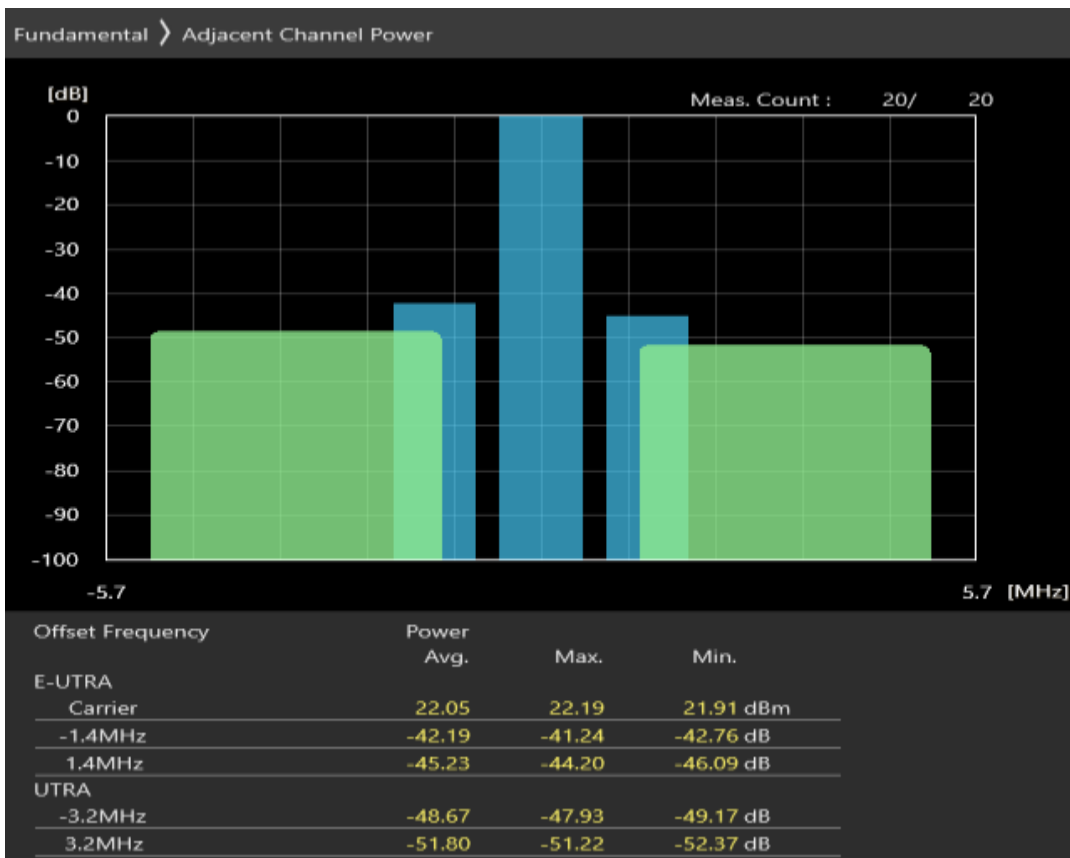 Fundamental 〉 Adjacent Channel Power
[dB]
Meas. Count : 20/ 20
0
-10
-20
-30
-40
-50
-60
-70
-80
-90
-100
-5.7 5.7 [MHz]
Offset Frequency Power
Avg. Max. Min.
E-UTRA
Carrier 22.05 22.19 21.91 dBm
-1.4MHz -42.19 -41.24 -42.76 dB
1.4MHz -45.23 -44.20 -46.09 dB
UTRA
-3.2MHz -48.67 -47.93 -49.17 dB
3.2MHz -51.80 -51.22 -52.37 dB